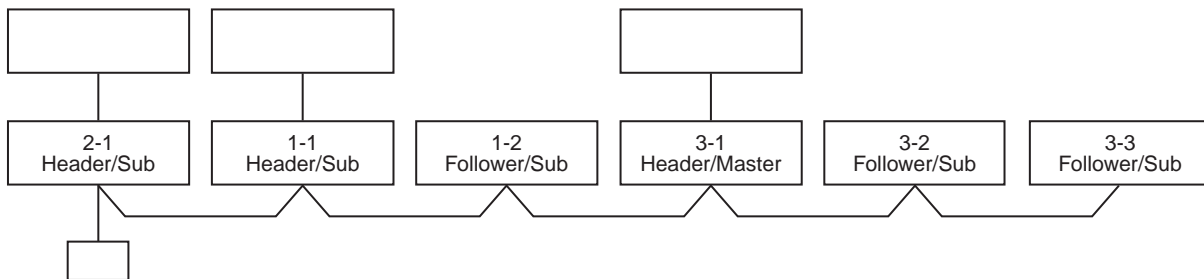 2-1
Header/Sub
1-1
Header/Sub
1-2
Follower/Sub
3-1
Header/Master
3-2
Follower/Sub
3-3
Follower/Sub